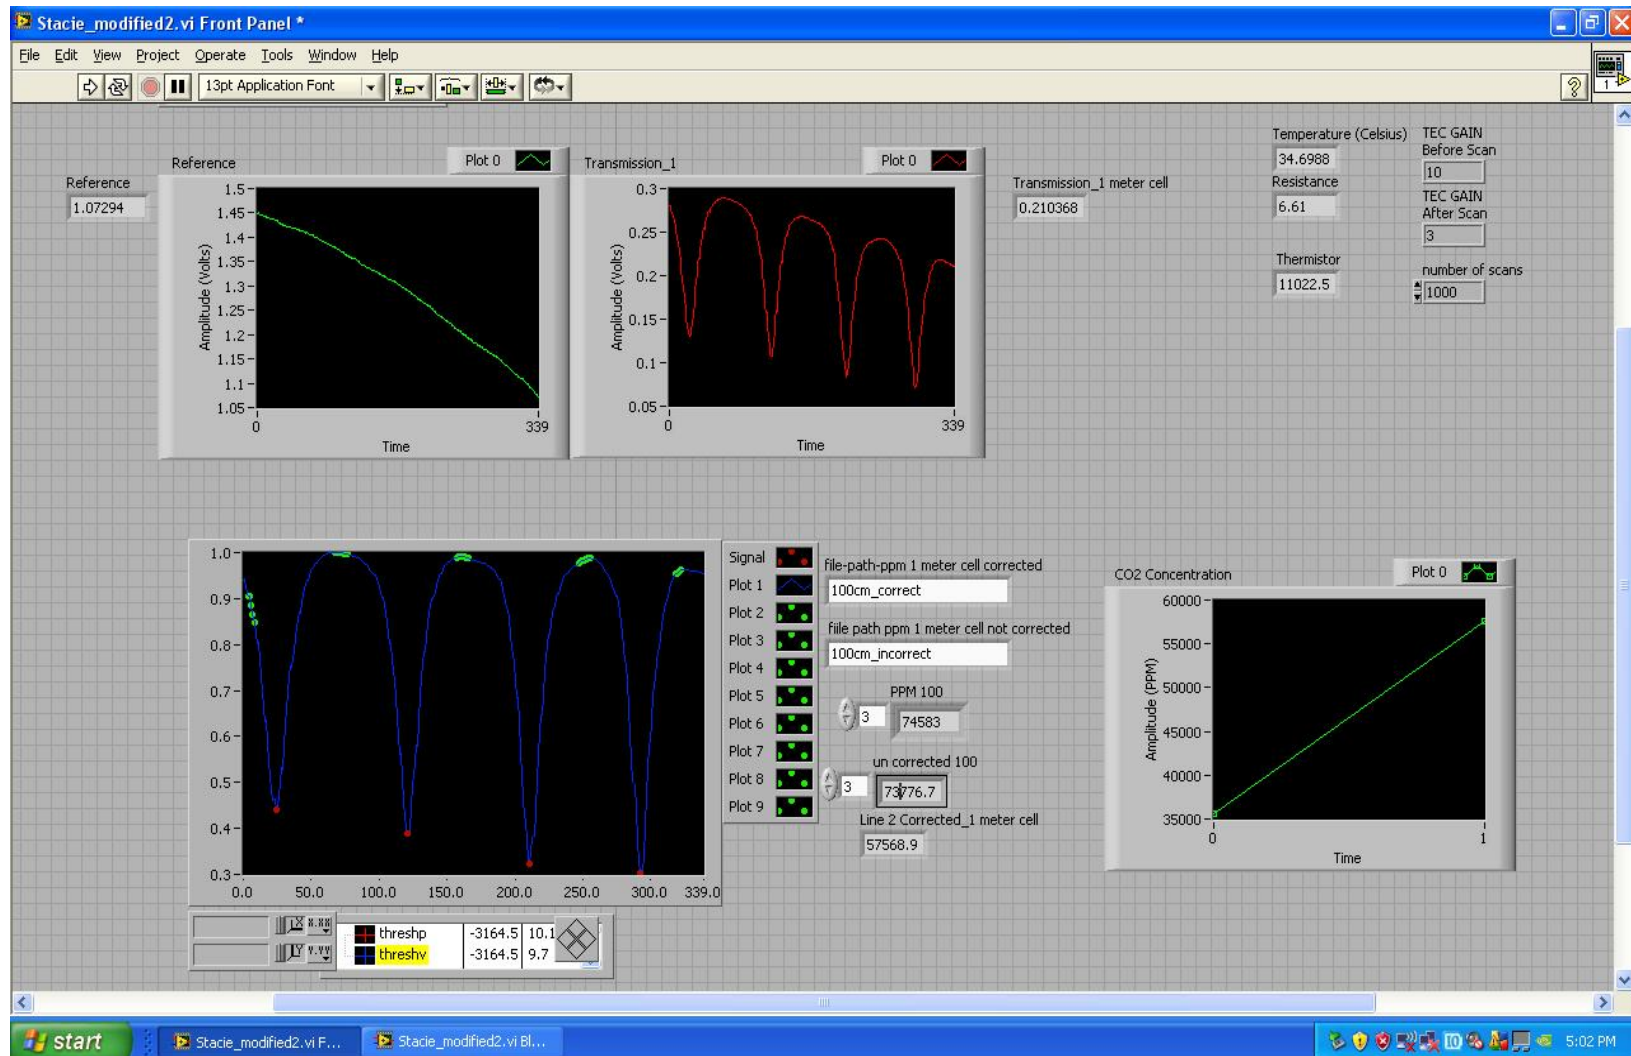 Stacie_modified2.vi Front Panel *
File Edit View Project Operate Tools Window Help
13pt Application Font
?
1
Reference
1.07294
Reference
Plot 0
1.5
1.45
1.4
1.35
1.3
1.25
1.2
1.15
1.1
1.05
Amplitude (Volts)
0
339
Time
Transmission_1
Plot 0
0.3
0.25
0.2
0.15
0.1
0.05
Amplitude (Volts)
0
339
Time
Transmission_1 meter cell
0.210368
Temperature (Celsius)
34.6988
Resistance
6.61
Thermistor
11022.5
TEC GAIN
Before Scan
10
TEC GAIN
After Scan
3
number of scans
1000
1.0
0.9
0.8
0.7
0.6
0.5
0.4
0.3
0.0 50.0 100.0 150.0 200.0 250.0 300.0 339.0
Signal
Plot 1
Plot 2
Plot 3
Plot 4
Plot 5
Plot 6
Plot 7
Plot 8
Plot 9
file-path-ppm 1 meter cell corrected
100cm_correct
fiile path ppm 1 meter cell not corrected
100cm_incorrect
PPM 100
3 74583
un corrected 100
3 73776.7
Line 2 Corrected_1 meter cell
57568.9
CO2 Concentration
Plot 0
60000
55000
50000
45000
40000
35000
Amplitude (PPM)
0
1
Time
X X.XX
Y Y.YY
threshp -3164.5 10.1
threshv -3164.5 9.7
start
Stacie_modified2.vi F...
Stacie_modified2.vi Bl...
5:02 PM